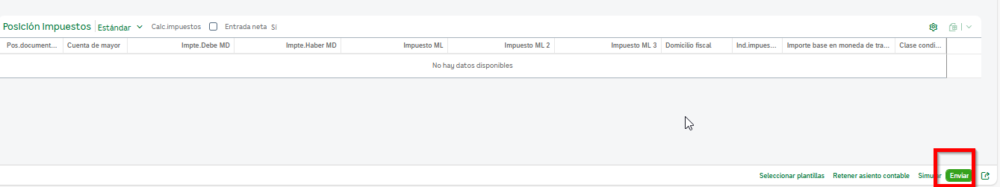 Posición Impuestos Estándar Calc.impuestos Entrada neta Sí
Pos.document... Cuenta de mayor Impte.Debe MD Impte.Haber MD Impuesto ML Impuesto ML 2 Impuesto ML 3 Domicilio fiscal Ind.impues... Importe base en moneda de tra... Clase condi...
No hay datos disponibles
Seleccionar plantillas Retener asiento contable Simular Enviar